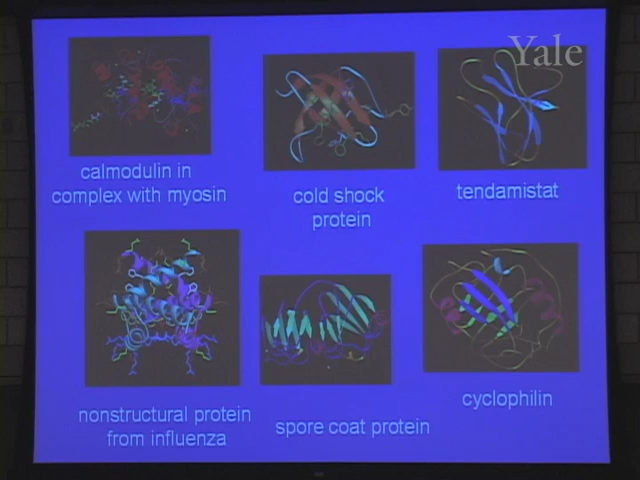 Yale
calmodulin in
complex with myosin
cold shock
protein
tendamistat
nonstructural protein
from influenza
spore coat protein
cyclophilin